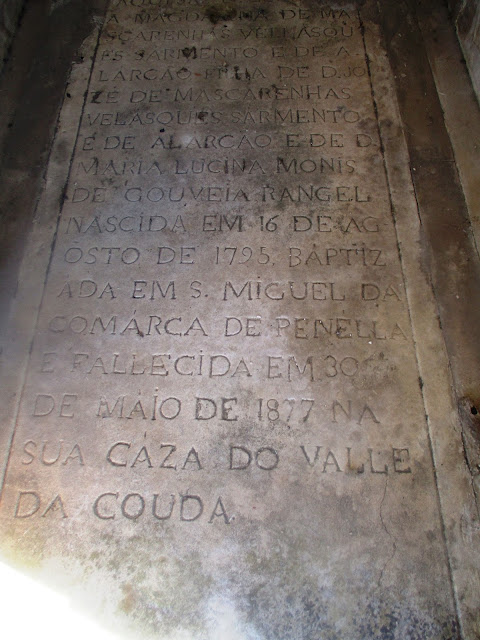 A MAGDALENA DE MA
SCARENHAS VELLASQU
ES SARMENTO E DE A
LARCÃO FILHA DE D. JO
ZE DE MASCARENHAS
VELASQUES SARMENTO
E DE ALARCÃO E DE D.
MARIA LUCINA MONIS
DE GOUVEIA RANGEL
NASCIDA EM 16 DE AG
OSTO DE 1795, BAPTIZ
ADA EM S. MIGUEL DA
COMARCA DE PENELLA
E FALLECIDA EM 30
DE MAIO DE 1877 NA
SUA CAZA DO VALLE
DA COUDA.